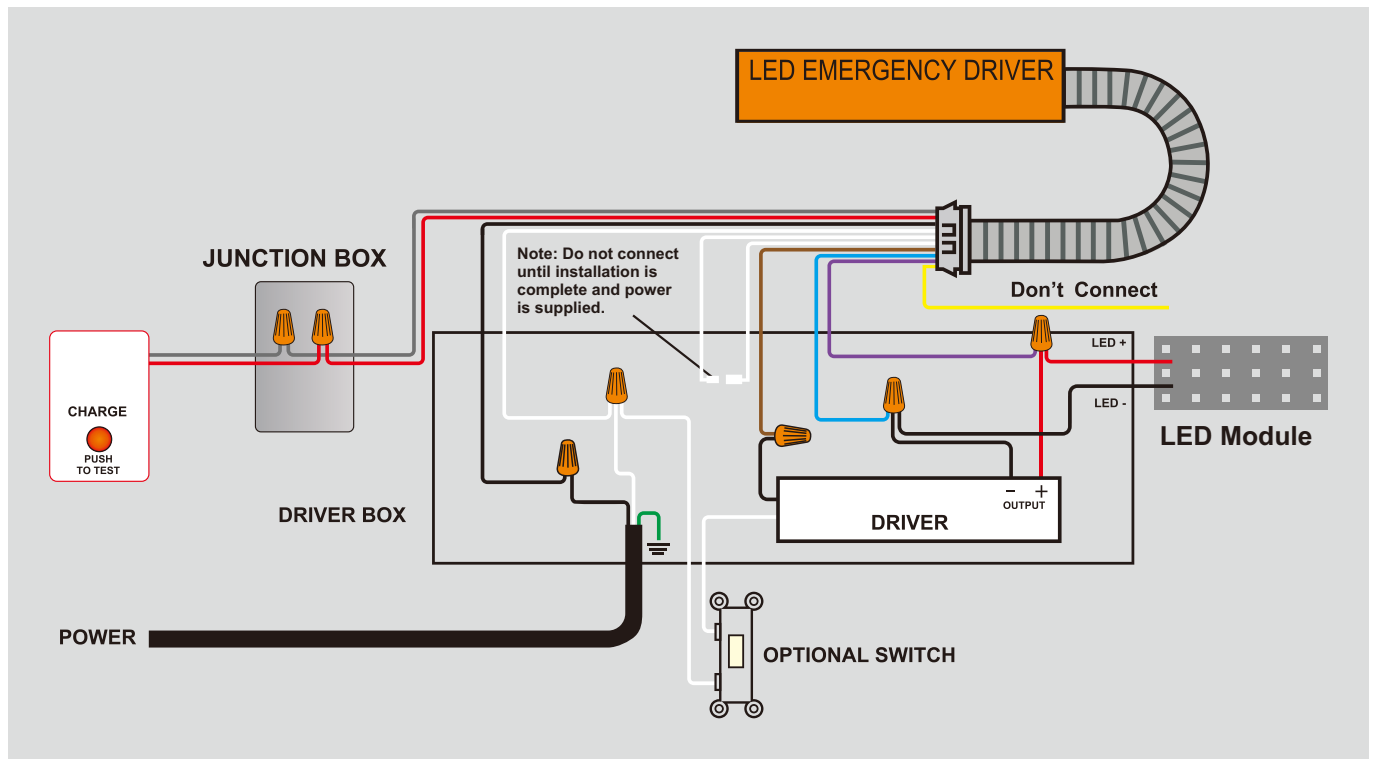 LED EMERGENCY DRIVER
JUNCTION BOX
Note: Do not connect
until installation is
complete and power
is supplied.
Don't Connect
LED +
LED -
LED Module
CHARGE
PUSH
TO TEST
DRIVER BOX
– +
OUTPUT
DRIVER
POWER
OPTIONAL SWITCH